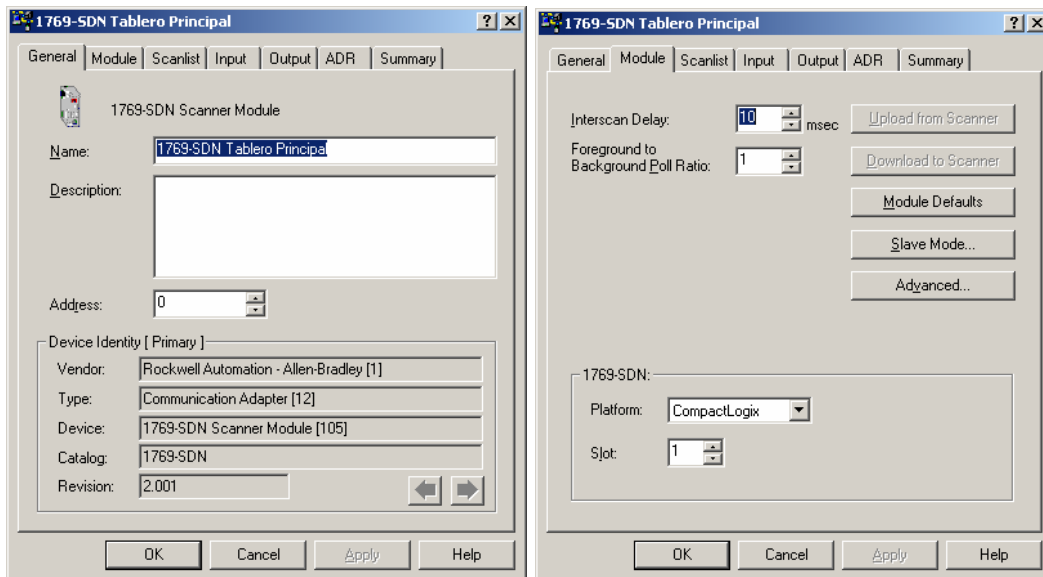 1769-SDN Tablero Principal
General Module Scanlist Input Output ADR Summary
1769-SDN Scanner Module
Name: 1769-SDN Tablero Principal
Description:
Address: 0
Device Identity [ Primary ]
Vendor: Rockwell Automation - Allen-Bradley [1]
Type: Communication Adapter [12]
Device: 1769-SDN Scanner Module [105]
Catalog: 1769-SDN
Revision: 2.001
OK Cancel Apply Help
1769-SDN Tablero Principal
General Module Scanlist Input Output ADR Summary
Interscan Delay: 10 msec Upload from Scanner
Foreground to
Background Poll Ratio: 1 Download to Scanner
Module Defaults
Slave Mode...
Advanced...
1769-SDN:
Platform: CompactLogix
Slot: 1
OK Cancel Apply Help